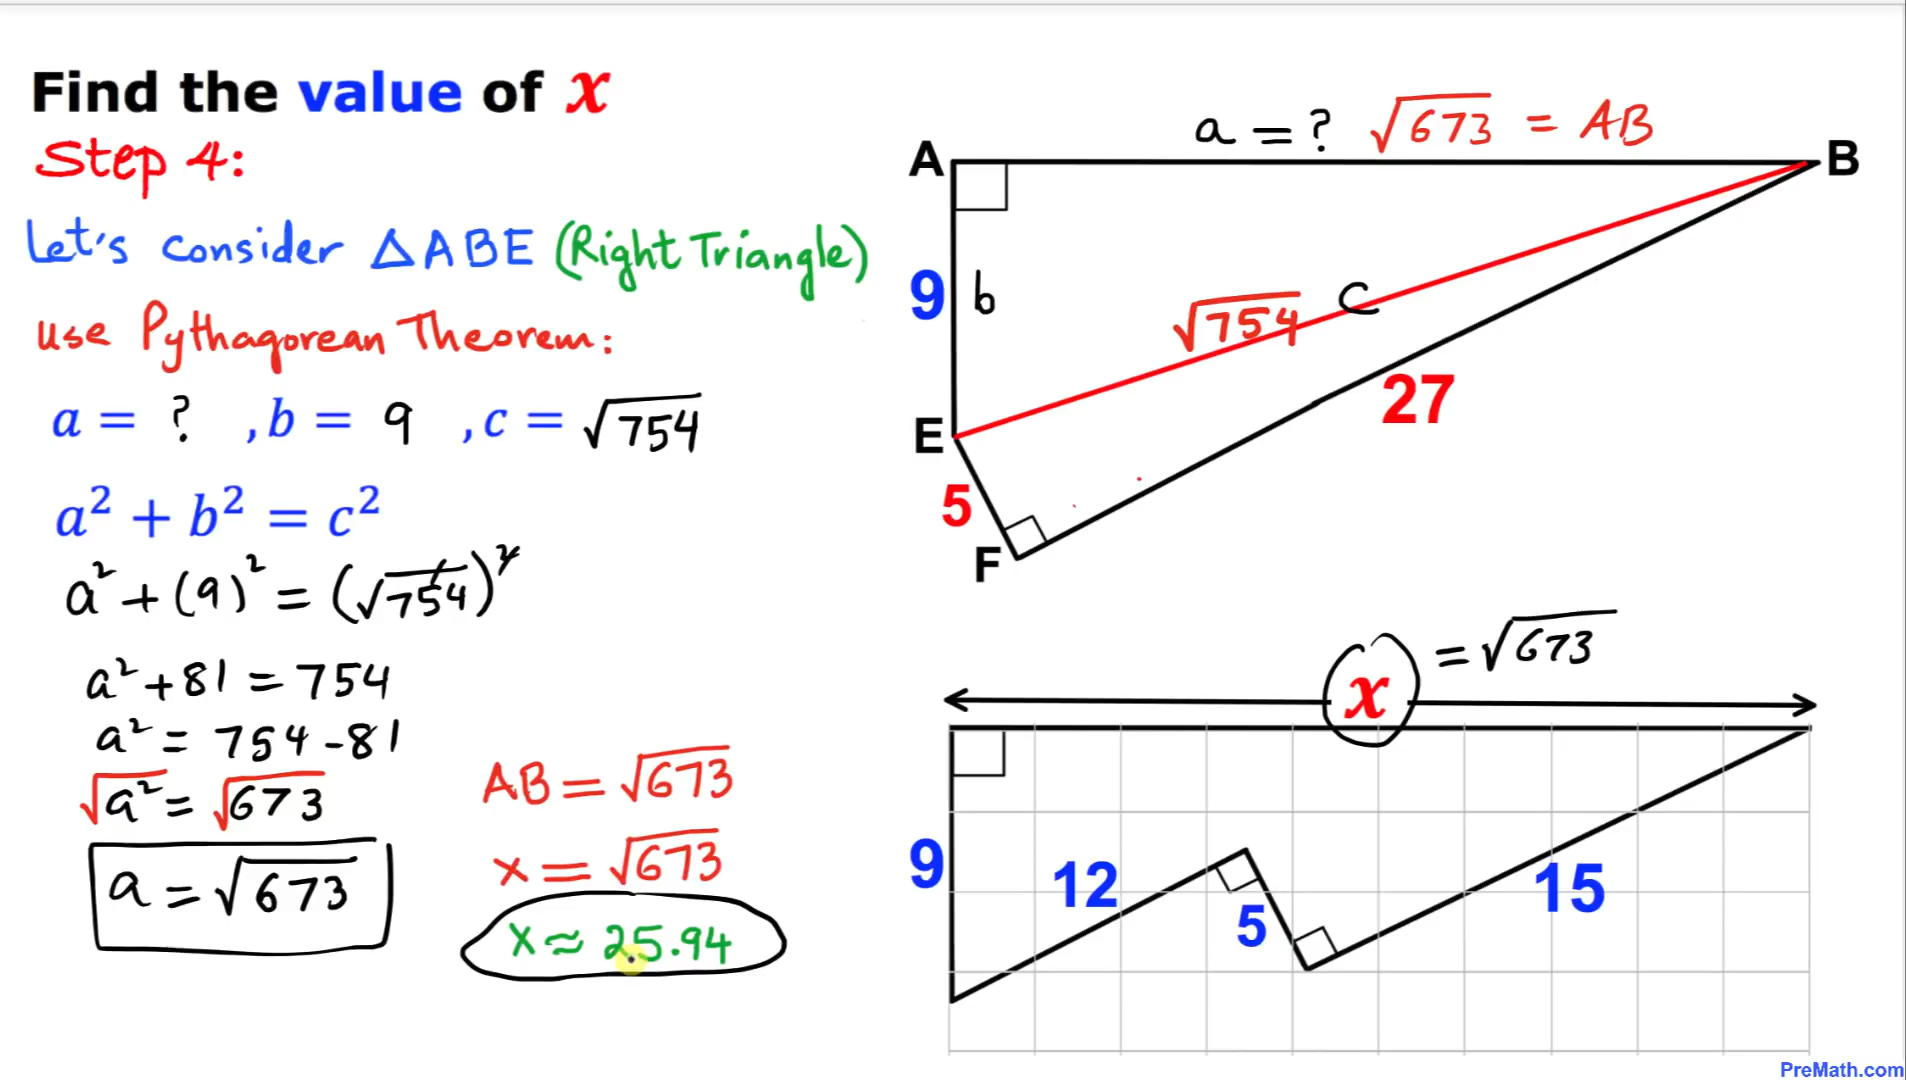 Find the value of x
Step 4:
Let's consider △ABE (Right Triangle)
use Pythagorean Theorem:
a = ? , b = 9 , c = √754
a² + b² = c²
a² + (9)² = (√754)²
a² + 81 = 754
a² = 754 - 81
√a² = √673
a = √673
AB = √673
x = √673
x ≈ 25.94
a = ? √673 = AB
A
B
9
b
√754
C
27
E
5
F
x = √673
9
12
5
15
PreMath.com